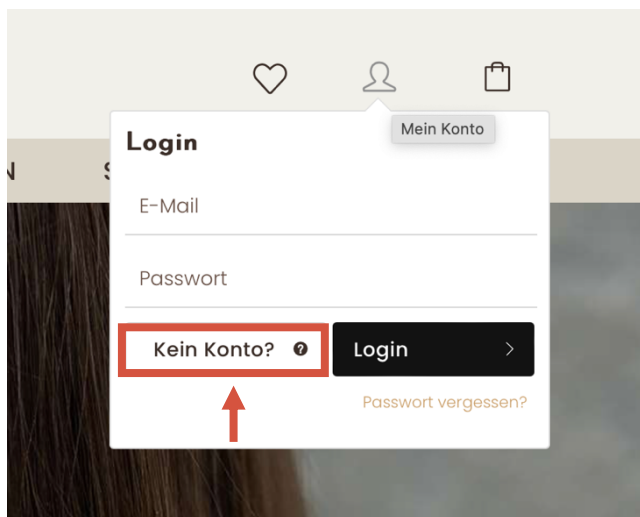 Mein Konto
Login
N
E-Mail
Passwort
Kein Konto? ?
Login >
Passwort vergessen?